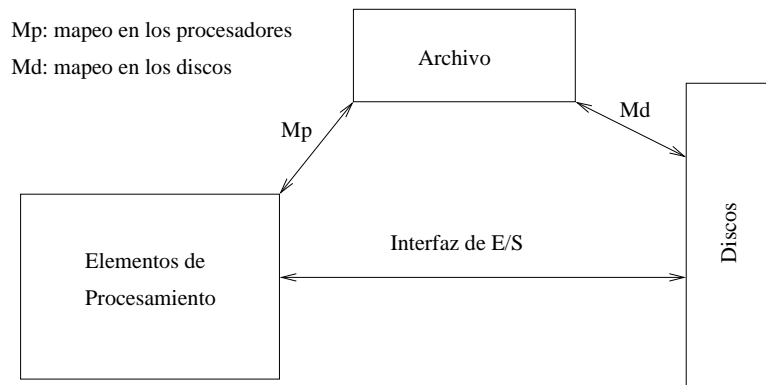 Mp: mapeo en los procesadores
Md: mapeo en los discos
Archivo
Mp
Md
Interfaz de E/S
Elementos de
Procesamiento
Discos